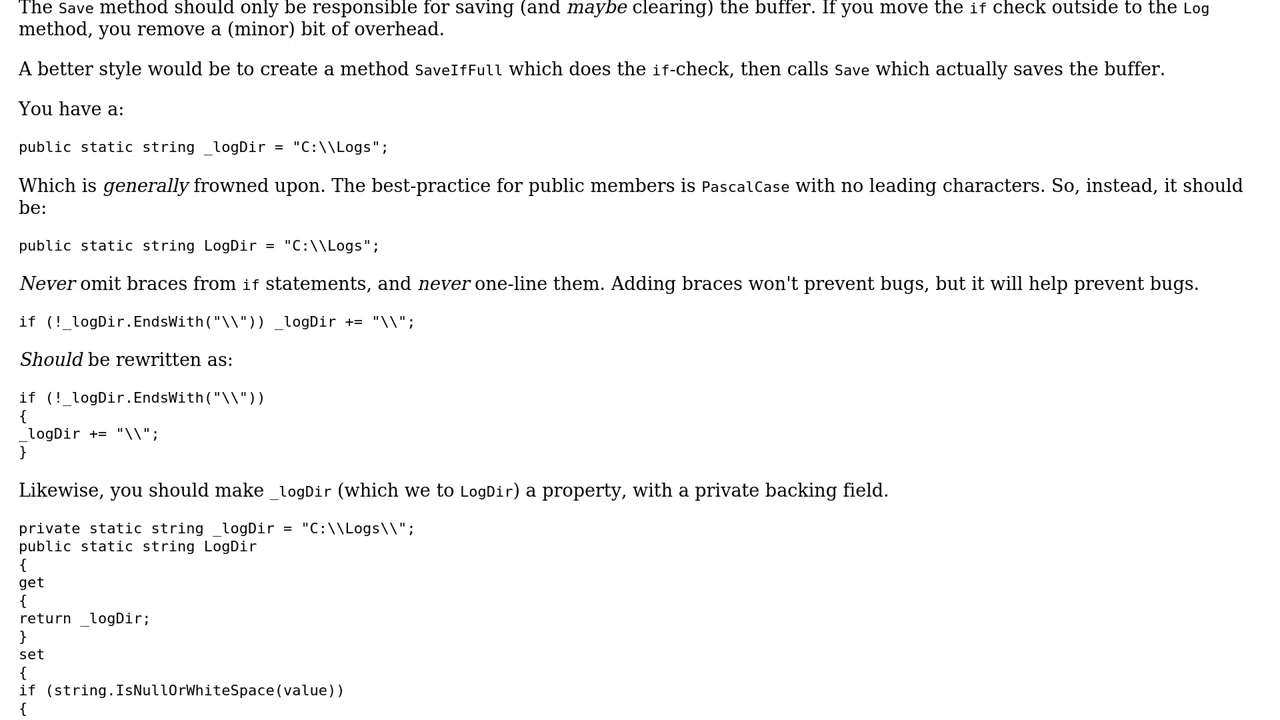 The Save method should only be responsible for saving (and maybe clearing) the buffer. If you move the if check outside to the Log
method, you remove a (minor) bit of overhead.
A better style would be to create a method SaveIfFull which does the if-check, then calls Save which actually saves the buffer.
You have a:
public static string _logDir = "C:\\Logs";
Which is generally frowned upon. The best-practice for public members is PascalCase with no leading characters. So, instead, it should
be:
public static string LogDir = "C:\\Logs";
Never omit braces from if statements, and never one-line them. Adding braces won't prevent bugs, but it will help prevent bugs.
if (!_logDir.EndsWith("\\")) _logDir += "\\";
Should be rewritten as:
if (!_logDir.EndsWith("\\"))
{
_logDir += "\\";
}
Likewise, you should make _logDir (which we to LogDir) a property, with a private backing field.
private static string _logDir = "C:\\Logs\\";
public static string LogDir
{
get
{
return _logDir;
}
set
{
if (string.IsNullOrWhiteSpace(value))
{